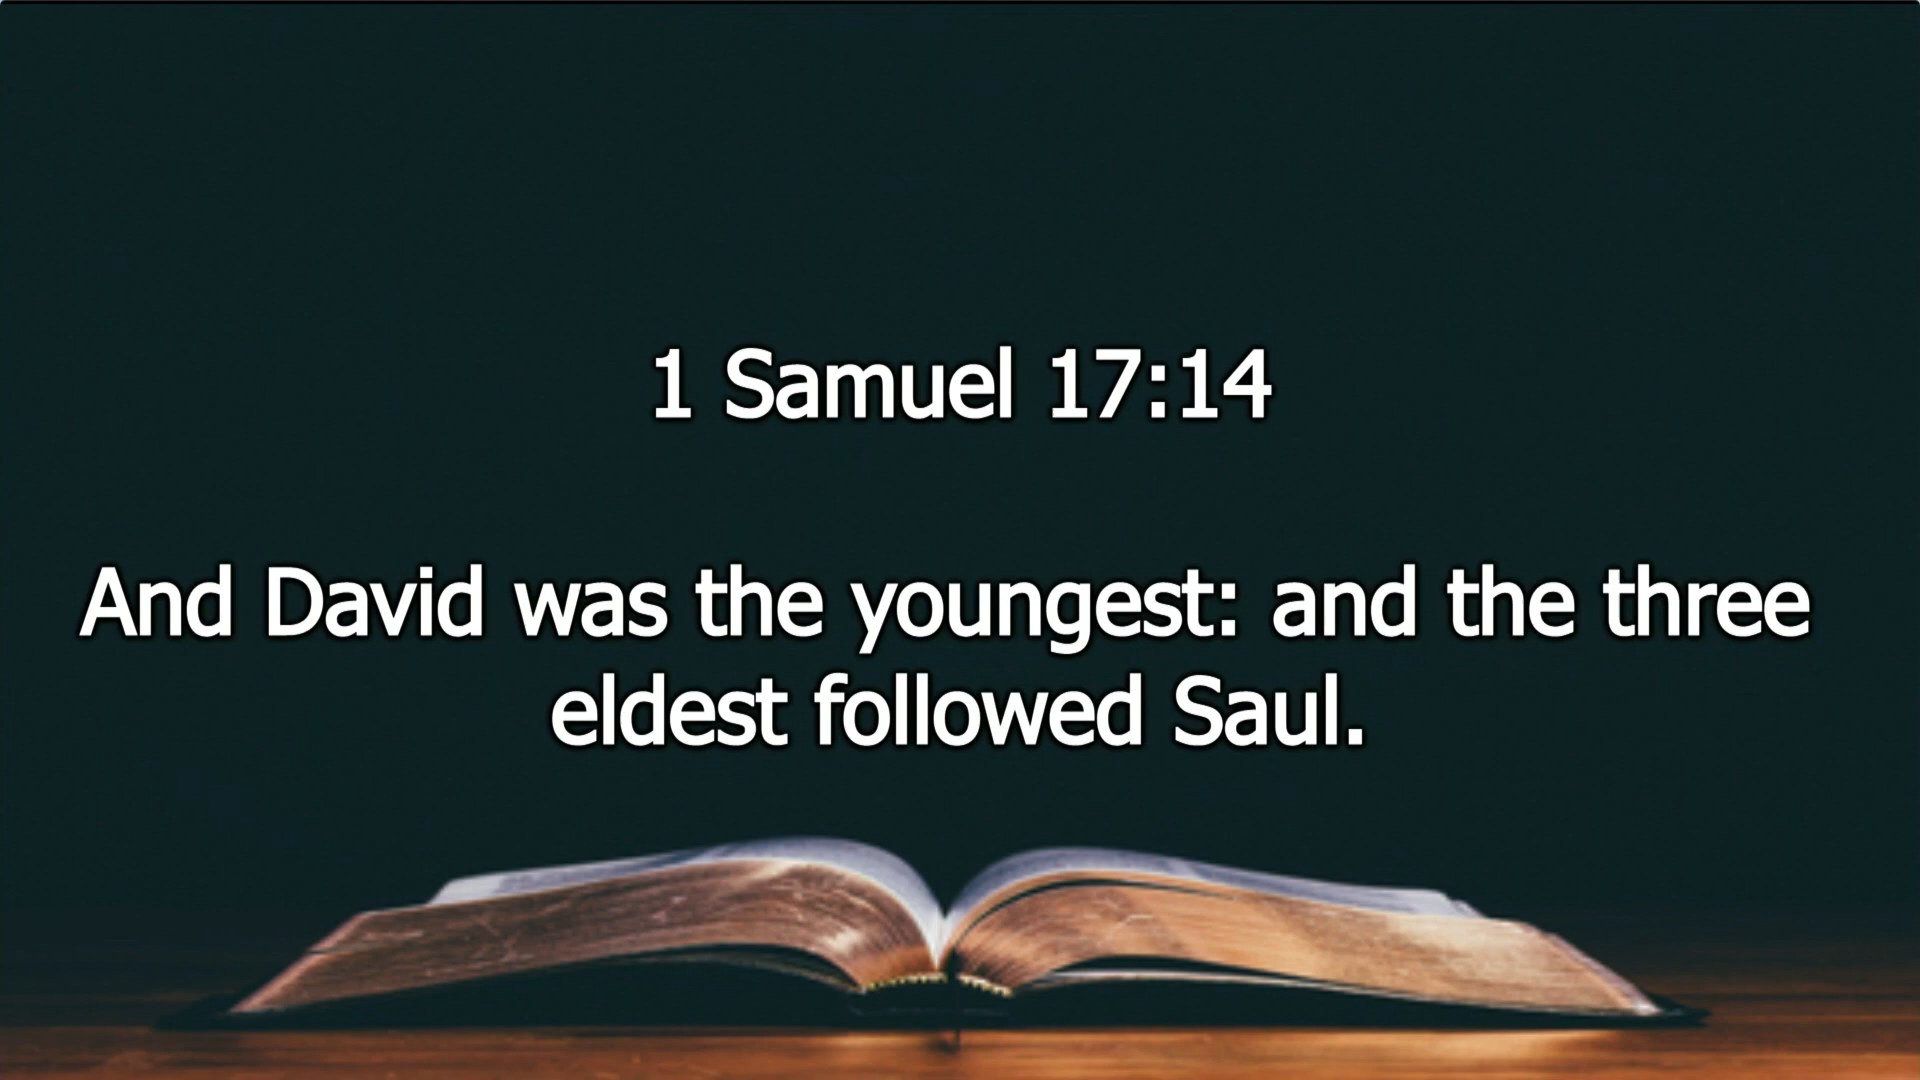 1 Samuel 17:14
And David was the youngest: and the three
eldest followed Saul.